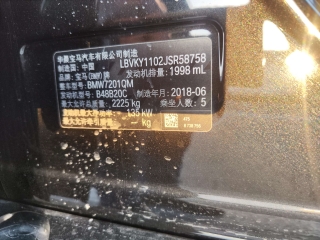 华晨宝马汽车有限公司制造
制造国：中国 LBVKY1102JSR58758
品牌：宝马(BMW)牌 发动机排量：1998 mL
整车型号：BMW7201QM
发动机型号：B48B20C 制造年月：2018-06
最大允许总质量：2225 kg 乘坐人数：5
135 kW
kg